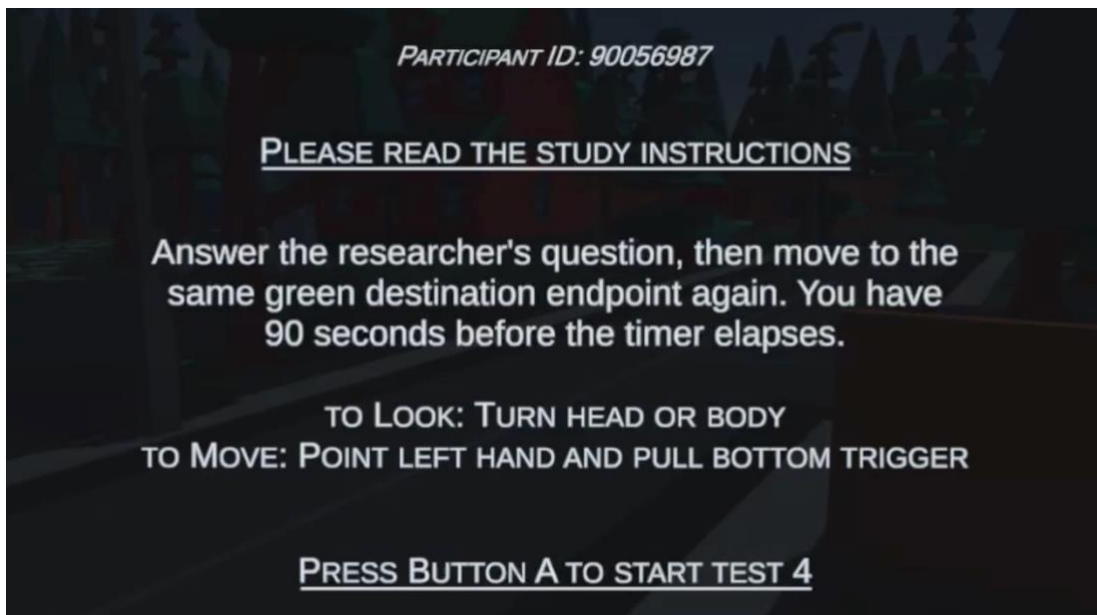 PARTICIPANT ID: 90056987
PLEASE READ THE STUDY INSTRUCTIONS
Answer the researcher's question, then move to the
same green destination endpoint again. You have
90 seconds before the timer elapses.
TO LOOK: TURN HEAD OR BODY
TO MOVE: POINT LEFT HAND AND PULL BOTTOM TRIGGER
PRESS BUTTON A TO START TEST 4